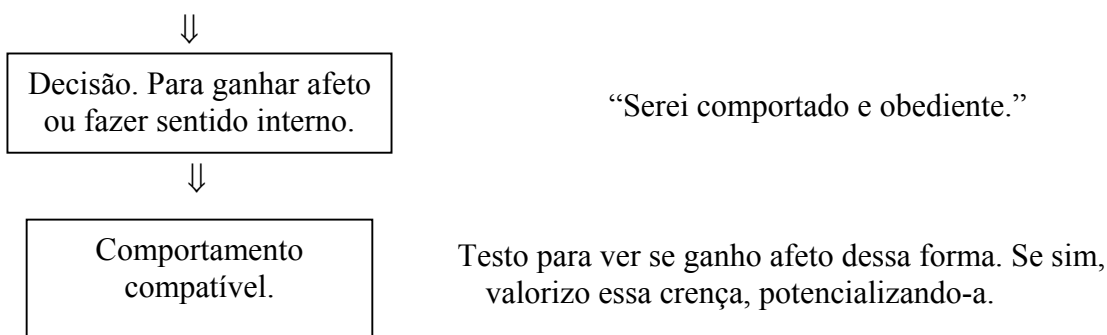 ⇓
Decisão. Para ganhar afeto
ou fazer sentido interno.
“Serei comportado e obediente.”
⇓
Comportamento
compatível.
Testo para ver se ganho afeto dessa forma. Se sim,
valorizo essa crença, potencializando-a.